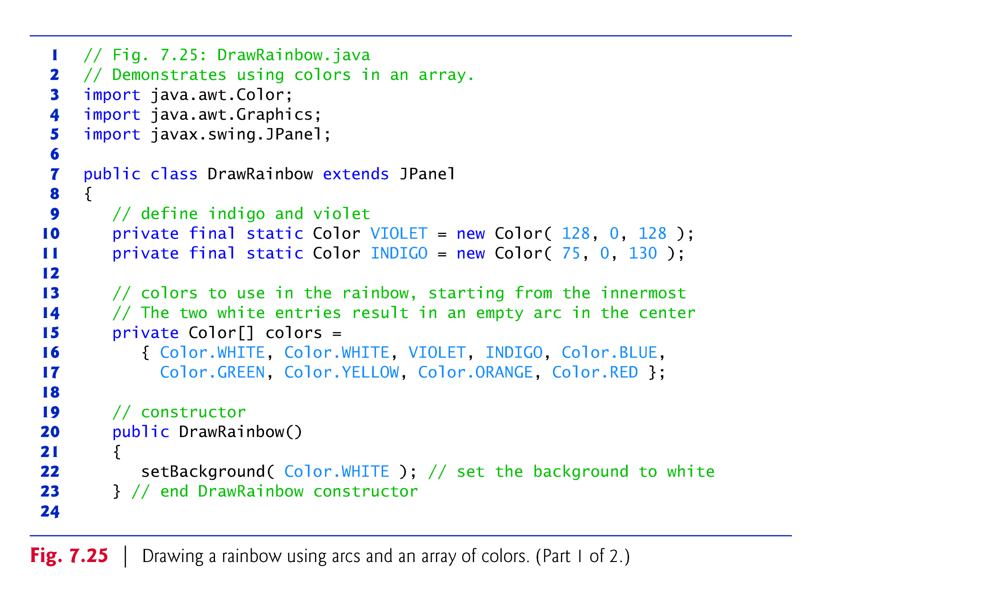 1 // Fig. 7.25: DrawRainbow.java
2 // Demonstrates using colors in an array.
3 import java.awt.Color;
4 import java.awt.Graphics;
5 import javax.swing.JPanel;
6
7 public class DrawRainbow extends JPanel
8 {
9    // define indigo and violet
10    private final static Color VIOLET = new Color( 128, 0, 128 );
11    private final static Color INDIGO = new Color( 75, 0, 130 );
12
13    // colors to use in the rainbow, starting from the innermost
14    // The two white entries result in an empty arc in the center
15    private Color[] colors =
16       { Color.WHITE, Color.WHITE, VIOLET, INDIGO, Color.BLUE,
17         Color.GREEN, Color.YELLOW, Color.ORANGE, Color.RED };
18
19    // constructor
20    public DrawRainbow()
21    {
22       setBackground( Color.WHITE ); // set the background to white
23    } // end DrawRainbow constructor
24
Fig. 7.25 | Drawing a rainbow using arcs and an array of colors. (Part 1 of 2.)